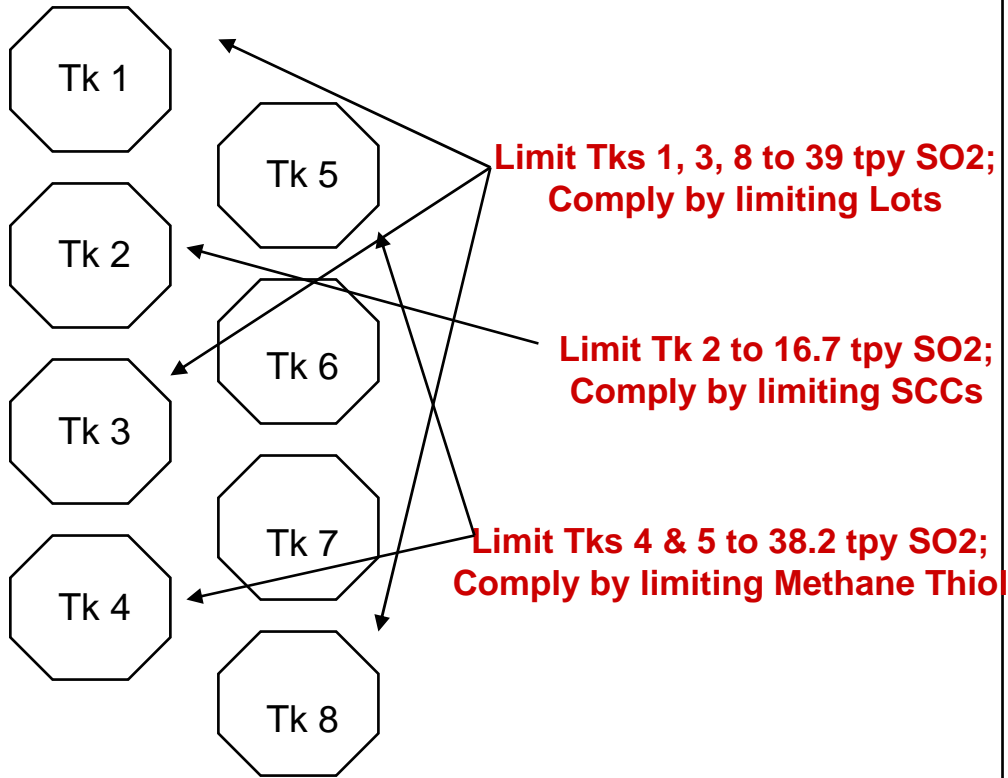 Tk 1
Tk 5
Limit Tks 1, 3, 8 to 39 tpy SO2;
Comply by limiting Lots
Tk 2
Tk 6
Limit Tk 2 to 16.7 tpy SO2;
Comply by limiting SCCs
Tk 3
Tk 7
Limit Tks 4 & 5 to 38.2 tpy SO2;
Comply by limiting Methane Thiol
Tk 4
Tk 8